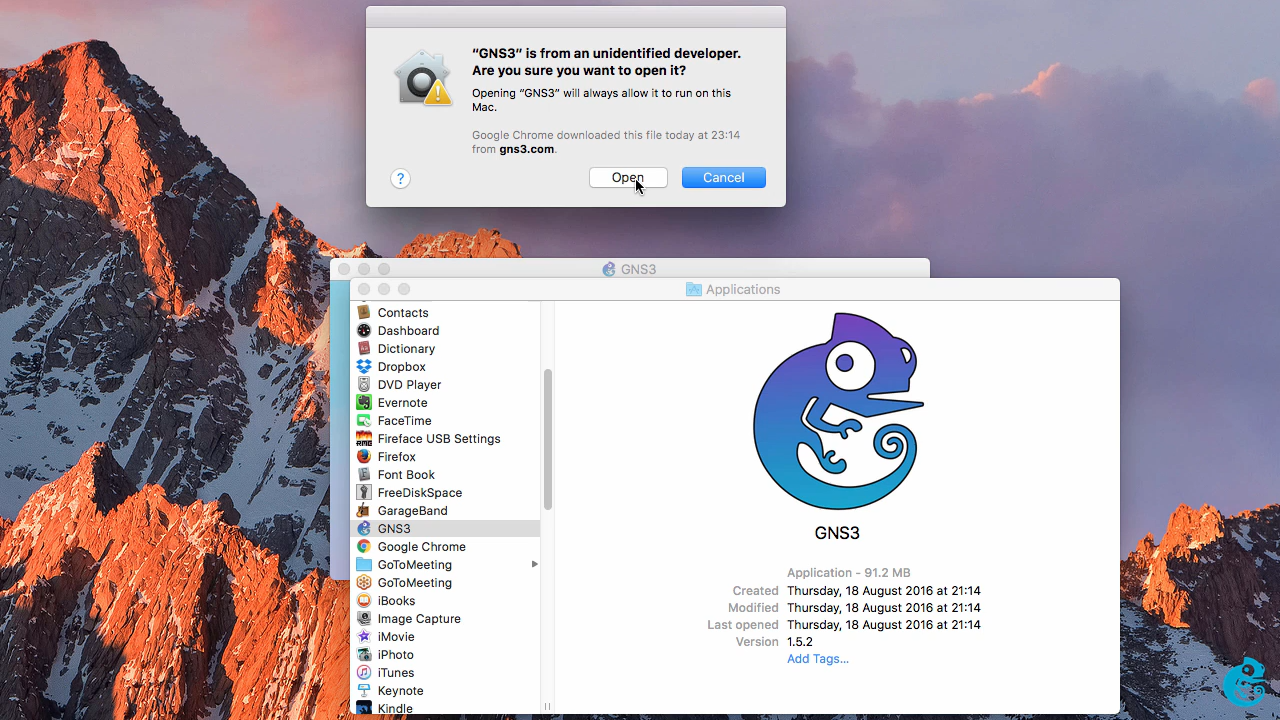 “GNS3” is from an unidentified developer.
Are you sure you want to open it?
Opening “GNS3” will always allow it to run on this
Mac.
Google Chrome downloaded this file today at 23:14
from gns3.com.
?
Open
Cancel
GNS3
Applications
Contacts
Dashboard
Dictionary
Dropbox
DVD Player
Evernote
FaceTime
Fireface USB Settings
Firefox
Font Book
FreeDiskSpace
GarageBand
GNS3
Google Chrome
GoToMeeting
GoToMeeting
iBooks
Image Capture
iMovie
iPhoto
iTunes
Keynote
Kindle
GNS3
Application - 91.2 MB
Created Thursday, 18 August 2016 at 21:14
Modified Thursday, 18 August 2016 at 21:14
Last opened Thursday, 18 August 2016 at 21:14
Version 1.5.2
Add Tags...